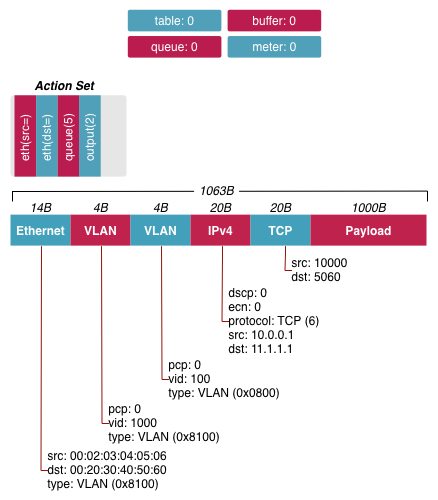 table: 0
buffer: 0
queue: 0
meter: 0
Action Set
eth(src=)
eth(dst=)
queue(5)
output(2)
1063B
14B
4B
4B
20B
20B
1000B
Ethernet
VLAN
VLAN
IPv4
TCP
Payload
src: 10000
dst: 5060
dscp: 0
ecn: 0
protocol: TCP (6)
src: 10.0.0.1
dst: 11.1.1.1
pcp: 0
vid: 100
type: VLAN (0x0800)
pcp: 0
vid: 1000
type: VLAN (0x8100)
src: 00:02:03:04:05:06
dst: 00:20:30:40:50:60
type: VLAN (0x8100)